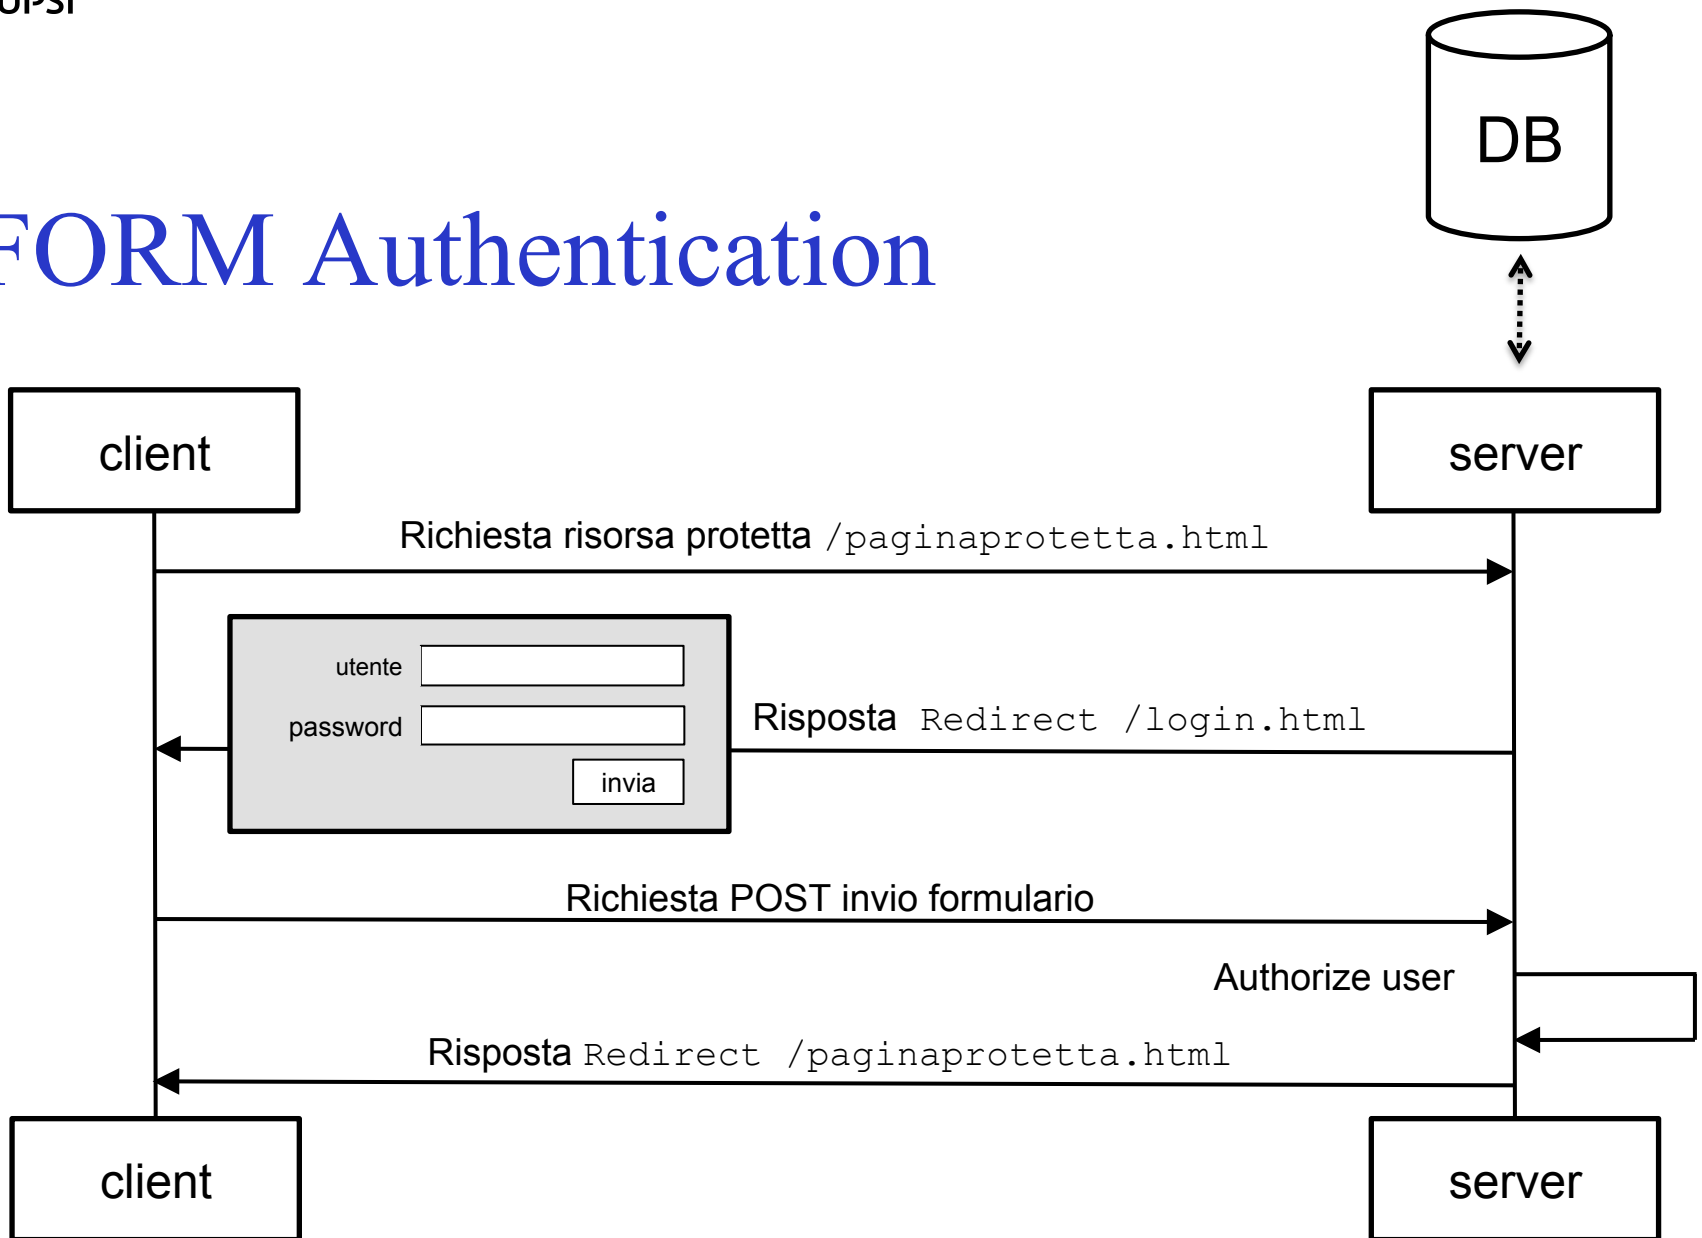 DB
FORM Authentication
client
server
Richiesta risorsa protetta /paginaprotetta.html
utente
password
invia
Risposta Redirect /login.html
Richiesta POST invio formulario
Authorize user
Risposta Redirect /paginaprotetta.html
client
server